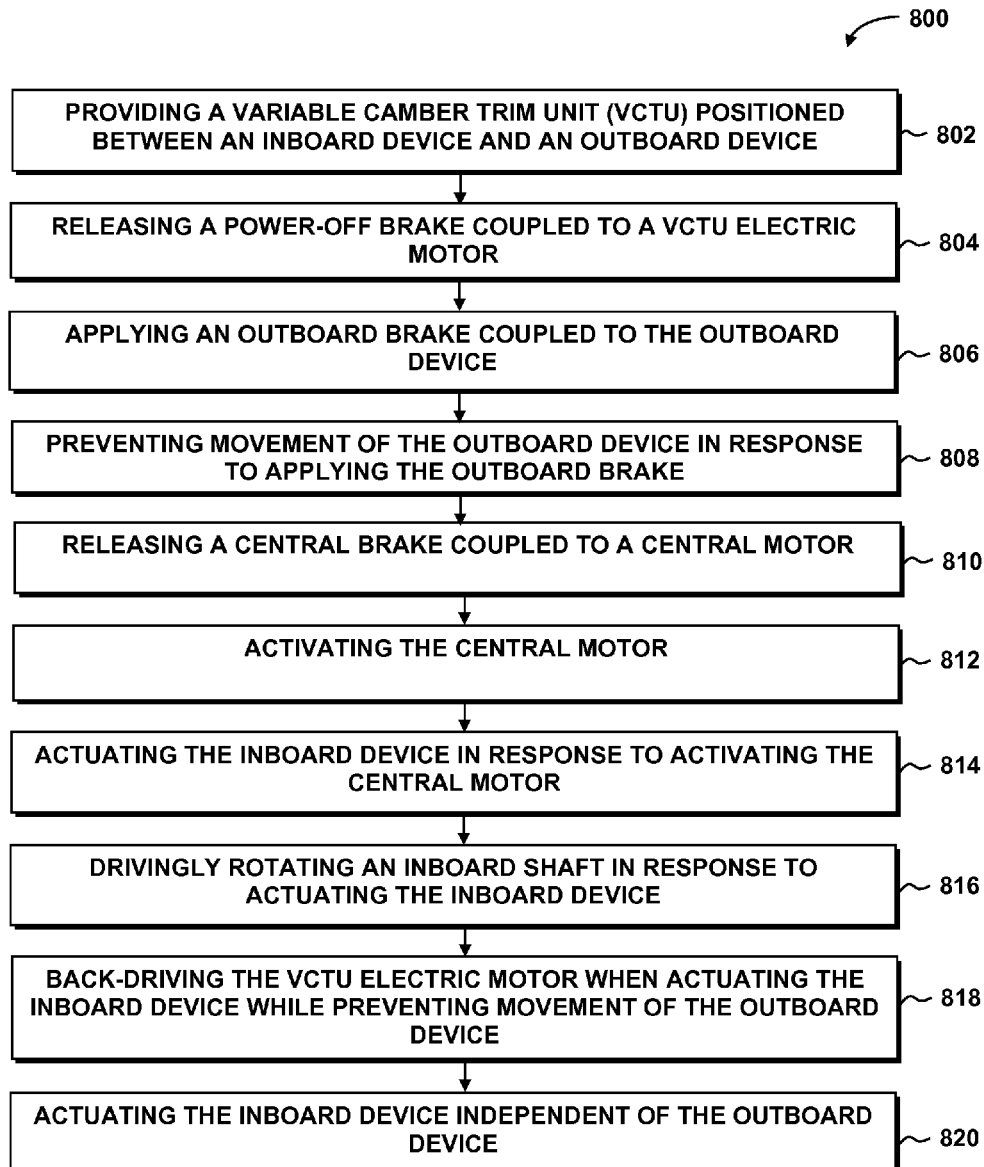 800
PROVIDING A VARIABLE CAMBER TRIM UNIT (VCTU) POSITIONED
BETWEEN AN INBOARD DEVICE AND AN OUTBOARD DEVICE
802
RELEASING A POWER-OFF BRAKE COUPLED TO A VCTU ELECTRIC
MOTOR
804
APPLYING AN OUTBOARD BRAKE COUPLED TO THE OUTBOARD
DEVICE
806
PREVENTING MOVEMENT OF THE OUTBOARD DEVICE IN RESPONSE
TO APPLYING THE OUTBOARD BRAKE
808
RELEASING A CENTRAL BRAKE COUPLED TO A CENTRAL MOTOR
810
ACTIVATING THE CENTRAL MOTOR
812
ACTUATING THE INBOARD DEVICE IN RESPONSE TO ACTIVATING THE
CENTRAL MOTOR
814
DRIVINGLY ROTATING AN INBOARD SHAFT IN RESPONSE TO
ACTUATING THE INBOARD DEVICE
816
BACK-DRIVING THE VCTU ELECTRIC MOTOR WHEN ACTUATING THE
INBOARD DEVICE WHILE PREVENTING MOVEMENT OF THE OUTBOARD
DEVICE
818
ACTUATING THE INBOARD DEVICE INDEPENDENT OF THE OUTBOARD
DEVICE
820